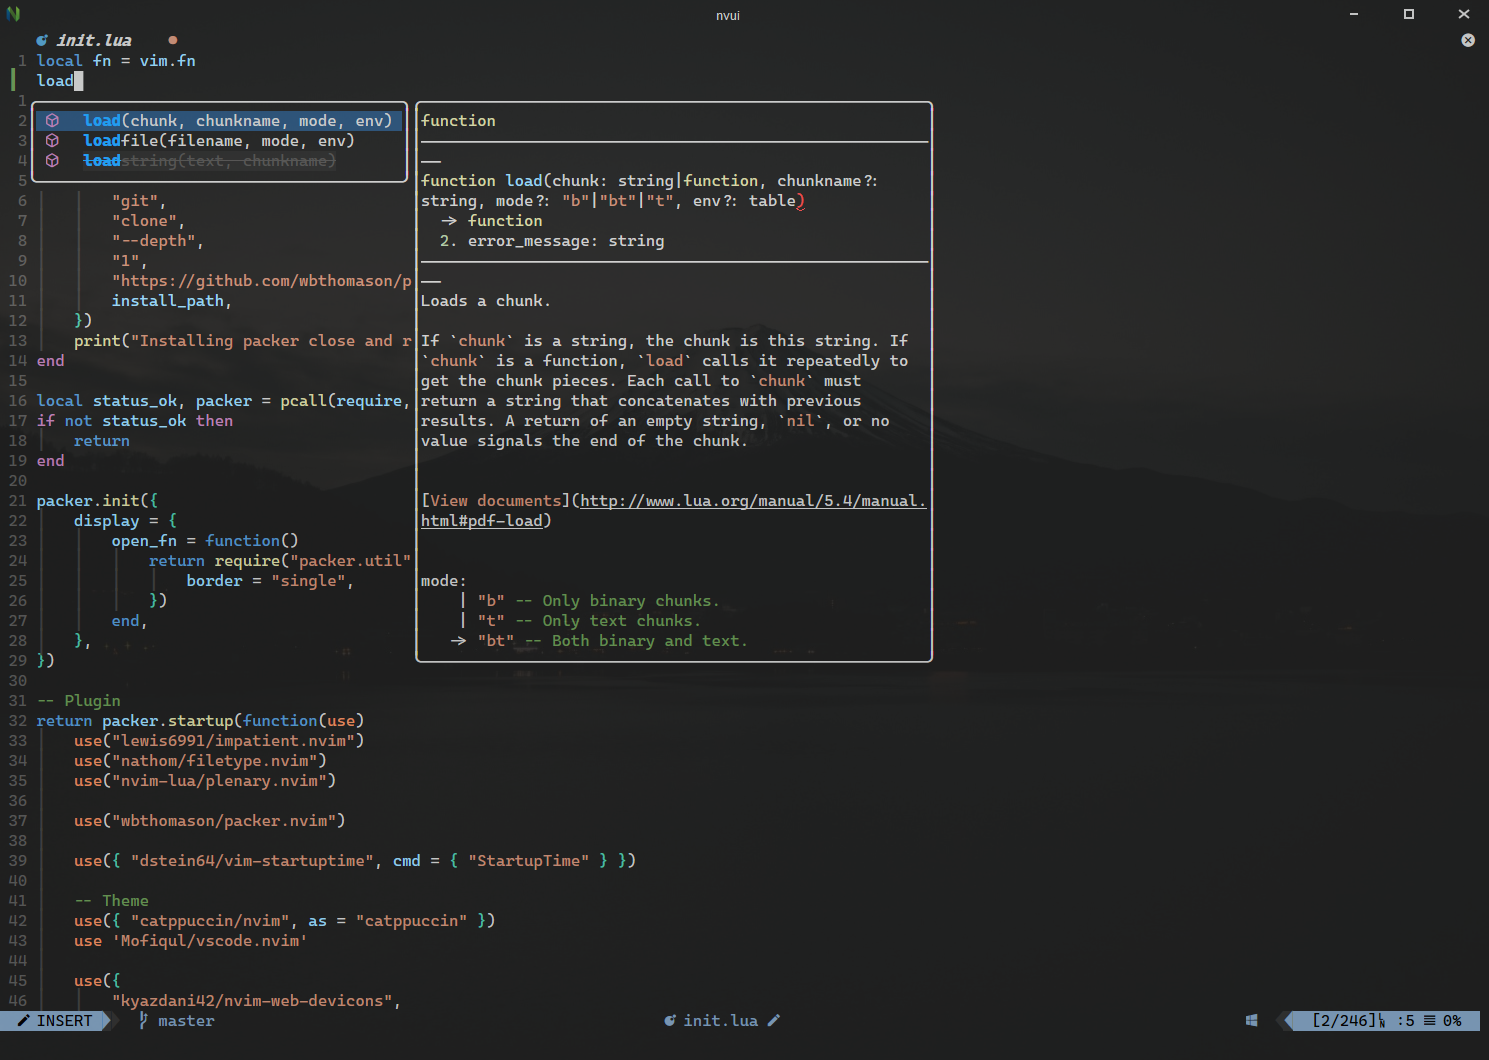 nvui
init.lua
1 local fn = vim.fn
load
1
2 load(chunk, chunkname, mode, env)
3 loadfile(filename, mode, env)
4 loadstring(text, chunkname)
5
function
function load(chunk: string|function, chunkname?:
string, mode?: "b"|"bt"|"t", env?: table)
-> function
2. error_message: string
Loads a chunk.
If `chunk` is a string, the chunk is this string. If
`chunk` is a function, `load` calls it repeatedly to
get the chunk pieces. Each call to `chunk` must
return a string that concatenates with previous
results. A return of an empty string, `nil`, or no
value signals the end of the chunk.
[View documents](http://www.lua.org/manual/5.4/manual.
html#pdf-load)
mode:
| "b" -- Only binary chunks.
| "t" -- Only text chunks.
-> "bt" -- Both binary and text.
6 "git",
7 "clone",
8 "--depth",
9 "1",
10 "https://github.com/wbthomason/p
11 install_path,
12 })
13 print("Installing packer close and r
14 end
15
16 local status_ok, packer = pcall(require,
17 if not status_ok then
18 return
19 end
20
21 packer.init({
22 display = {
23 open_fn = function()
24 return require("packer.util"
25 border = "single",
26 })
27 end,
28 },
29 })
30
31 -- Plugin
32 return packer.startup(function(use)
33 use("lewis6991/impatient.nvim")
34 use("nathom/filetype.nvim")
35 use("nvim-lua/plenary.nvim")
36
37 use("wbthomason/packer.nvim")
38
39 use({ "dstein64/vim-startuptime", cmd = { "StartupTime" } })
40
41 -- Theme
42 use({ "catppuccin/nvim", as = "catppuccin" })
43 use 'Mofiqul/vscode.nvim'
44
45 use({
46 "kyazdani42/nvim-web-devicons",
INSERT master init.lua [2/246] :5 ≡ 0%